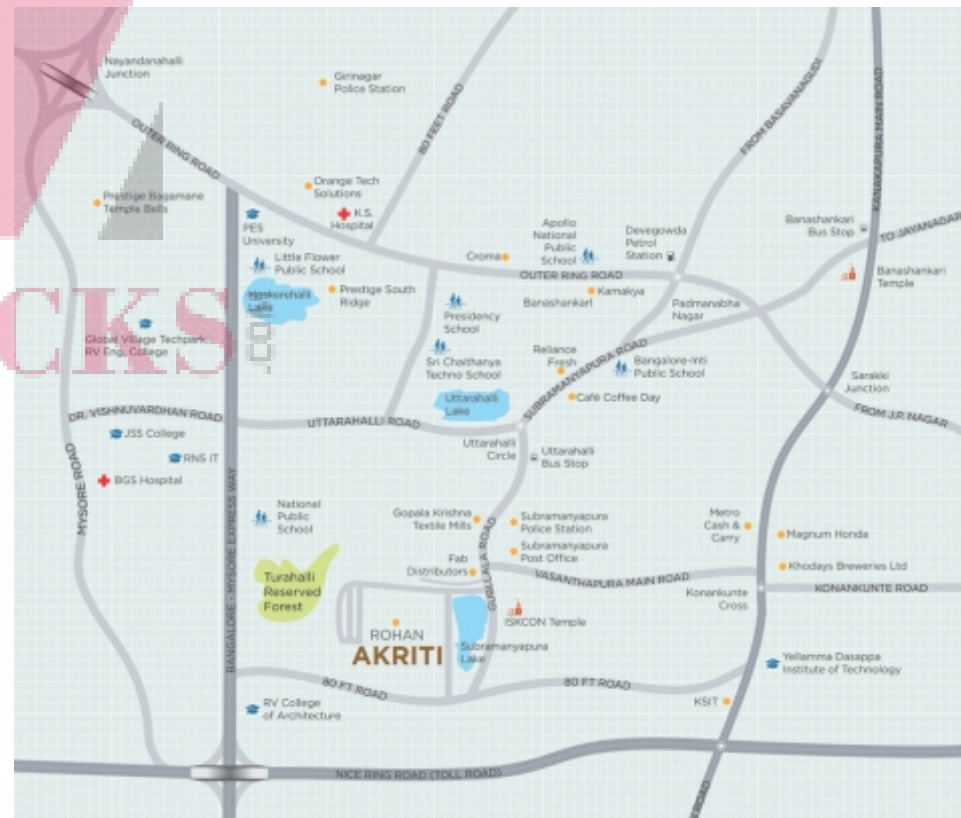 Nayandanahalli
Junction
Girinagar
Police Station
80 FEET ROAD
FROM BASAVANAGUDI
KANAKAPURA MAIN ROAD
OUTER RING ROAD
Prestige Bagamane
Temple Bells
Orange Tech
Solutions
K.S.
Hospital
PES
University
Little Flower
Public School
Apollo
National
Public
School
Devegowda
Petrol
Station
Banashankari
Bus Stop
TO JAYANAGAR
Croma
OUTER RING ROAD
Banashankari
Temple
Hoskerehalli
Lake
Prestige South
Ridge
Kamakya
Banashankari
Padmanabha
Nagar
Presidency
School
CKS
Global Village Techpark
RV Eng. College
Sri Chaithanya
Techno School
Reliance
Fresh
SUBRAMANYAPURA ROAD
Bangalore-Inti
Public School
Sarakki
Junction
Uttarahalli
Lake
Café Coffee Day
FROM J.P. NAGAR
DR. VISHNUVARDHAN ROAD
UTTARAHALLI ROAD
JSS College
Uttarahalli
Circle
Uttarahalli
Bus Stop
RNS IT
BGS Hospital
MYSORE ROAD
BANGALORE - MYSORE EXPRESS WAY
National
Public
School
Gopala Krishna
Textile Mills
Subramanyapura
Police Station
Subramanyapura
Post Office
Metro
Cash &
Carry
Magnum Honda
Khodays Breweries Ltd
Fab
Distributors
GUBLALA ROAD
VASANTHAPURA MAIN ROAD
Konankunte
Cross
KONANKUNTE ROAD
Turahalli
Reserved
Forest
ISKCON Temple
ROHAN
AKRITI
Subramanyapura
Lake
Yellamma Dasappa
Institute of Technology
80 FT ROAD
80 FT ROAD
KSIT
RV College
of Architecture
NICE RING ROAD (TOLL ROAD)
ROAD